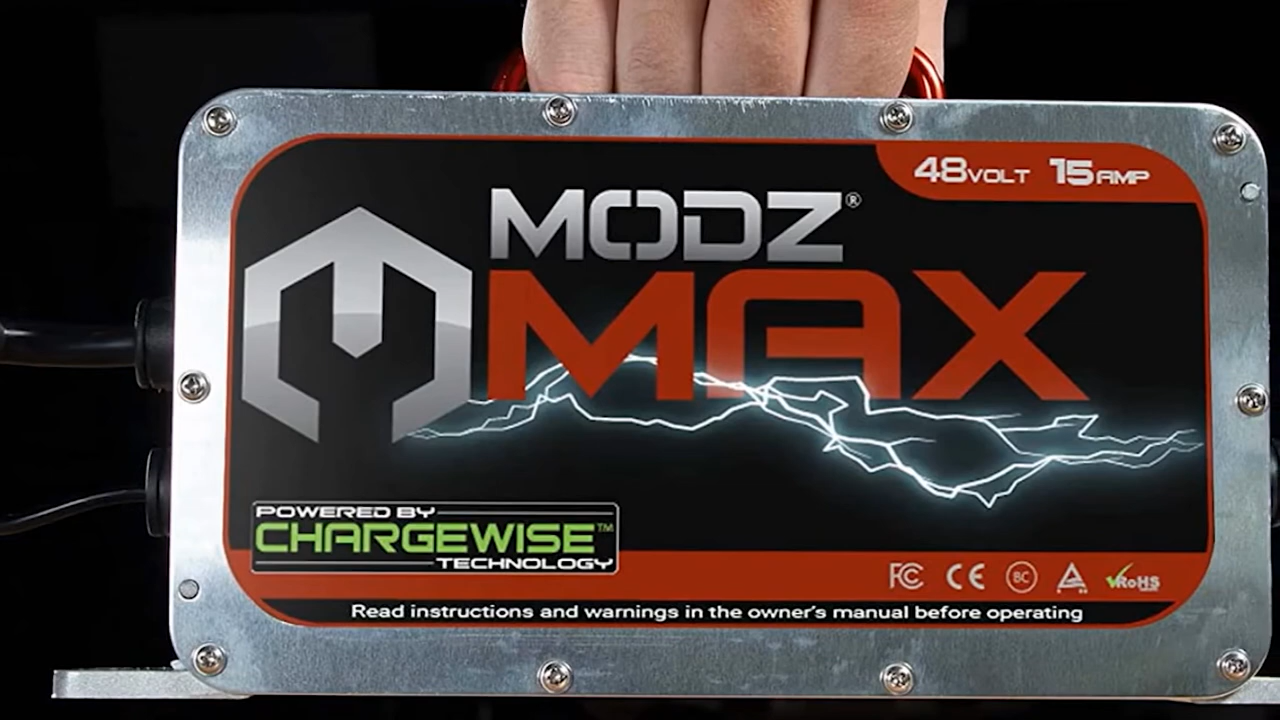 48VOLT 15AMP
MODZ®
MAX
POWERED BY
CHARGEWISE™
TECHNOLOGY
FC CE BC RoHS
Read instructions and warnings in the owner's manual before operating